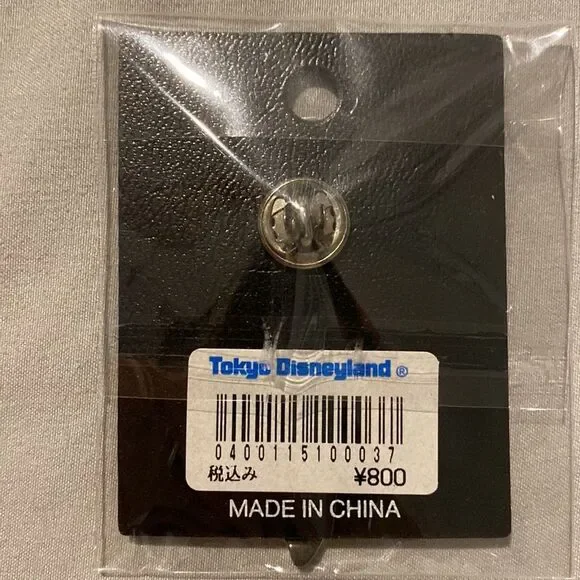 Tokyo Disneyland ®
0400115100037
税込み ¥800
MADE IN CHINA